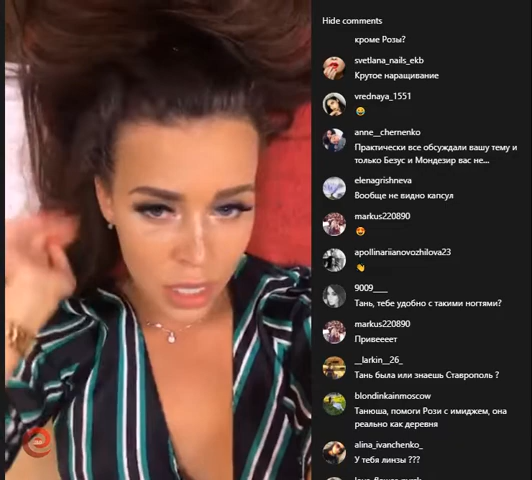 Hide comments
кроме Розы?
svetlana_nails_ekb
Крутое наращивание
vrednaya_1551
😂
anne__chernenko
Практически все обсуждали вашу тему и
только Безус и Мондезир вас не...
elenagrishneva
Вообще не видно капсул
markus220890
😍
apollinariianovozhilova23
👏
9009____
Тань, тебе удобно с такими ногтями?
markus220890
Привеееет
__larkin__26_
Тань была или знаешь Ставрополь ?
blondinkainmoscow
Танюша, помоги Рози с имиджем, она
реально как деревня
alina_ivanchenko_
У тебя линзы ???